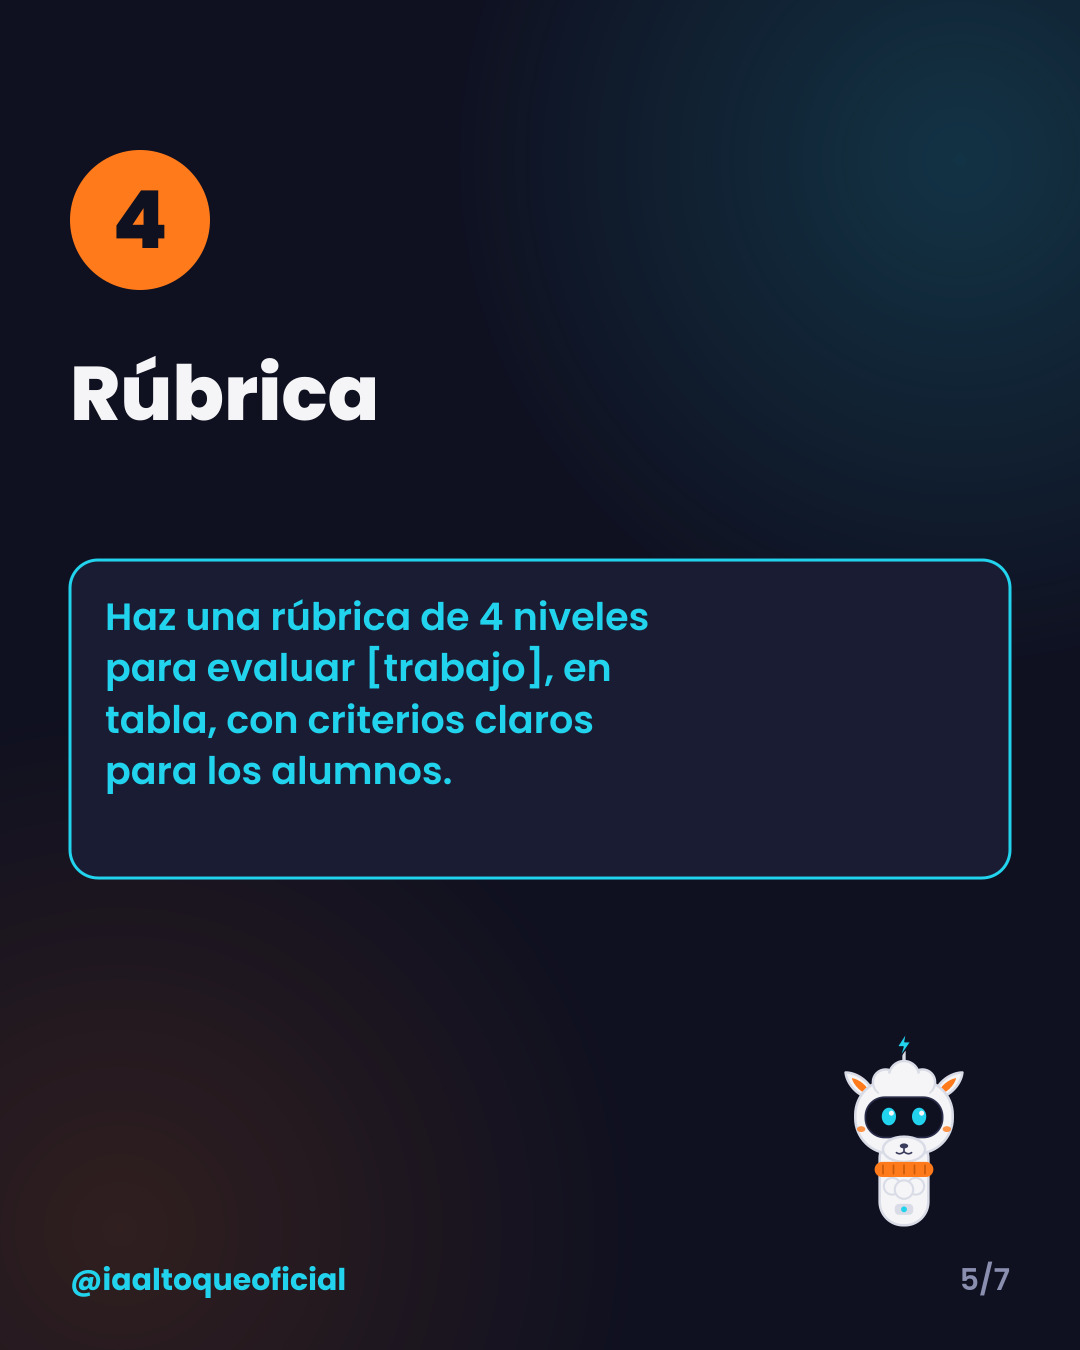 4
Rúbrica
Haz una rúbrica de 4 niveles
para evaluar [trabajo], en
tabla, con criterios claros
para los alumnos.
@iaaltoqueoficial
5/7